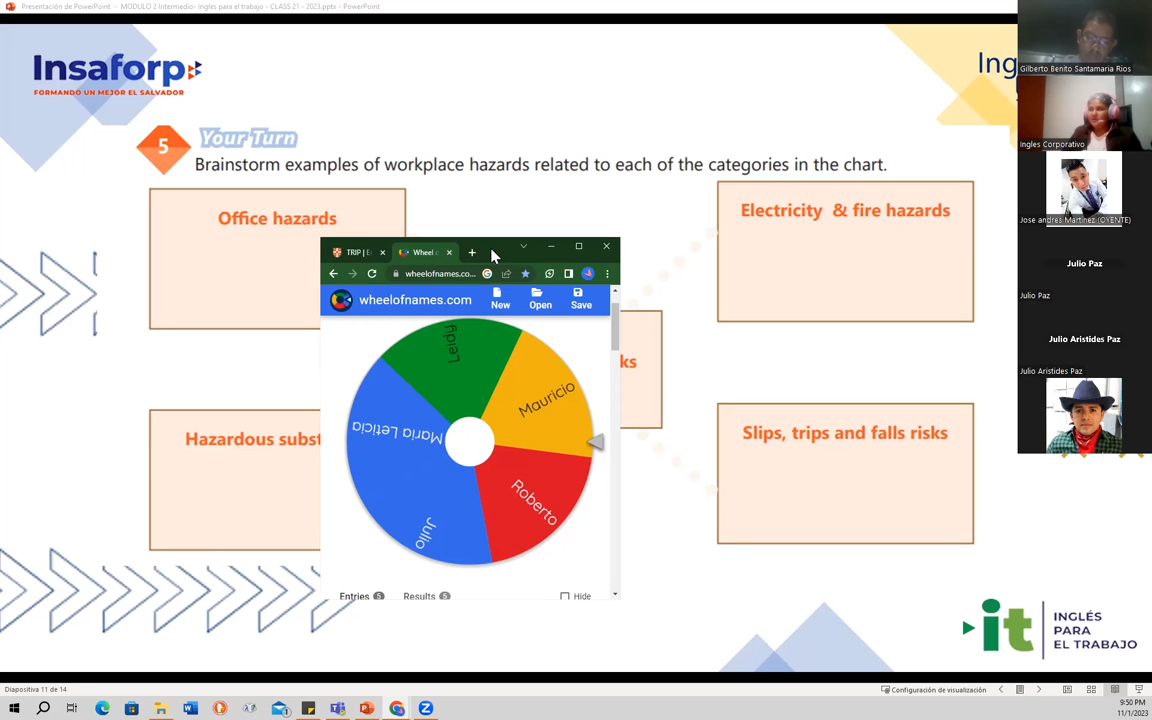 Presentación de PowerPoint - MODULO 2 Intermedio- Ingles para el trabajo - CLASS 21 - 2023.pptx - PowerPoint
Insaforp
FORMANDO UN MEJOR EL SALVADOR
Ing
5
Your Turn
Brainstorm examples of workplace hazards related to each of the categories in the chart.
Office hazards
Electricity & fire hazards
ks
Hazardous subst
Slips, trips and falls risks
TRIP | E
Wheel o
wheelofnames.co...
wheelofnames.com
New
Open
Save
Leidy
Mauricio
Maria Leticia
Roberto
Julio
Entries 5
Results 5
Hide
Gilberto Benito Santamaria Rios
Ingles Corporativo
Jose andres Martinez (OYENTE)
Julio Paz
Julio Paz
Julio Aristides Paz
Julio Aristides Paz
it
INGLÉS
PARA
EL TRABAJO
Diapositiva 11 de 14
Configuración de visualización
9:50 PM
11/1/2023